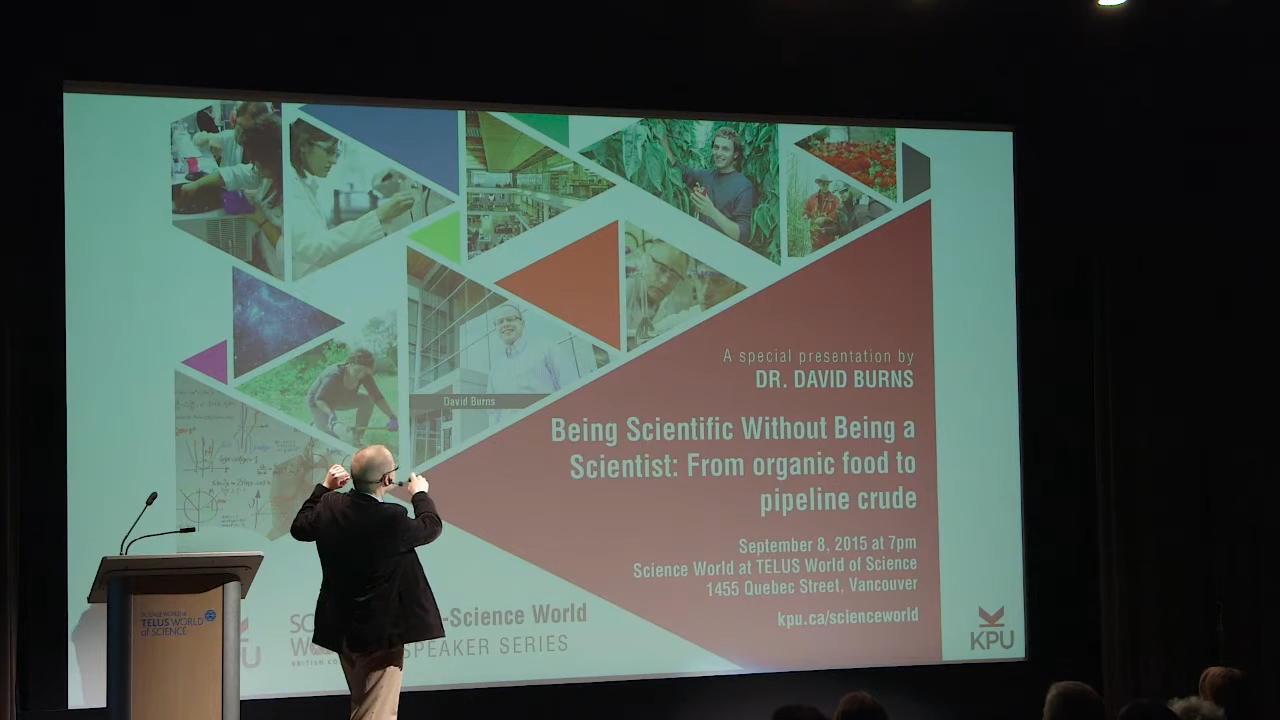 A special presentation by
DR. DAVID BURNS
David Burns
Being Scientific Without Being a
Scientist: From organic food to
pipeline crude
September 8, 2015 at 7pm
Science World at TELUS World of Science
1455 Quebec Street, Vancouver
kpu.ca/scienceworld
KPU
-Science World
SPEAKER SERIES
SCIENCE WORLD AT
TELUS WORLD
of SCIENCE